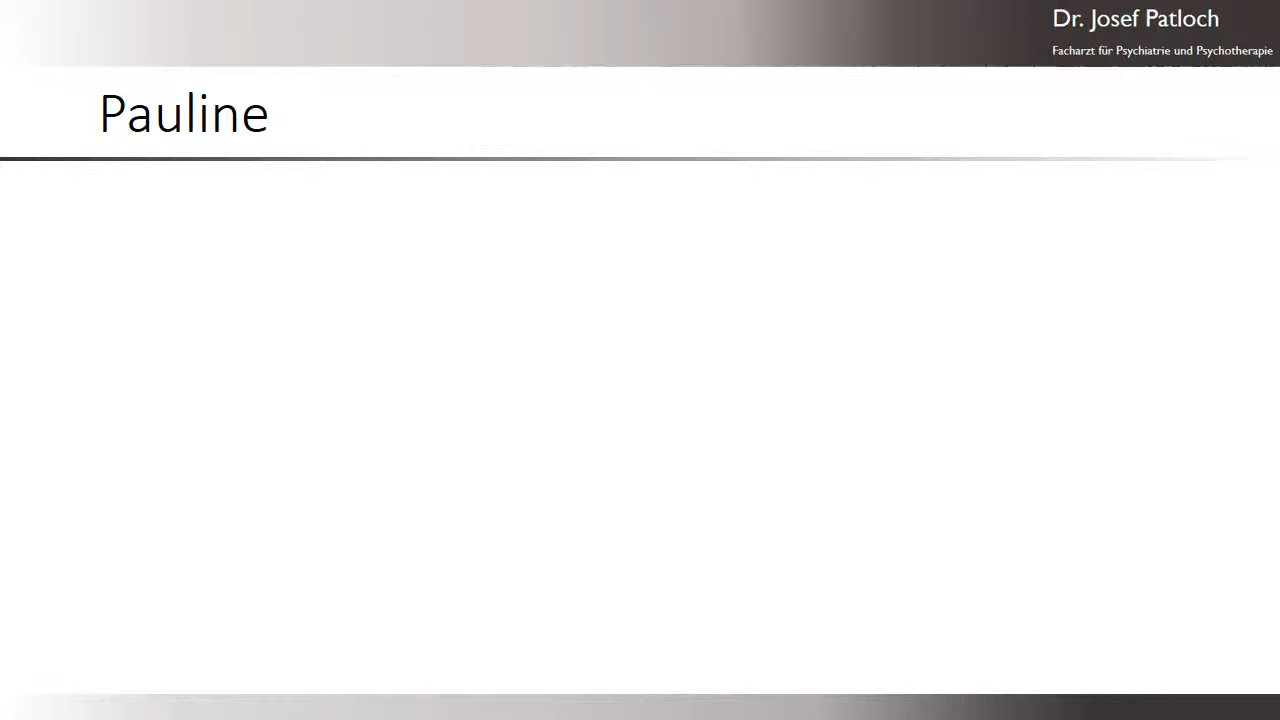 Dr. Josef Patloch
Facharzt für Psychiatrie und Psychotherapie
Pauline